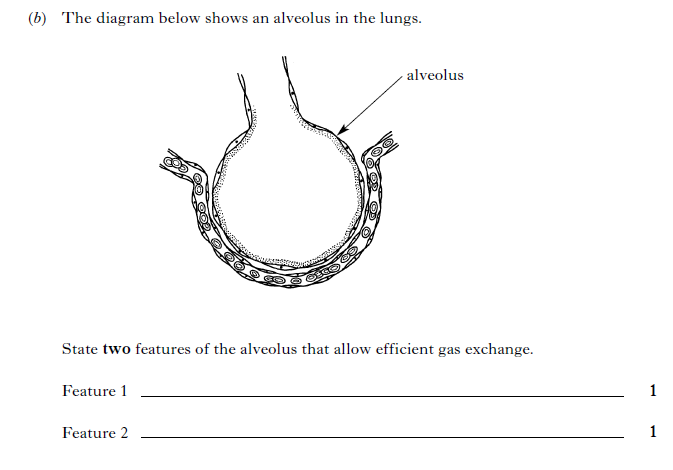 (b) The diagram below shows an alveolus in the lungs.
alveolus
State two features of the alveolus that allow efficient gas exchange.
Feature 1 1
Feature 2 1